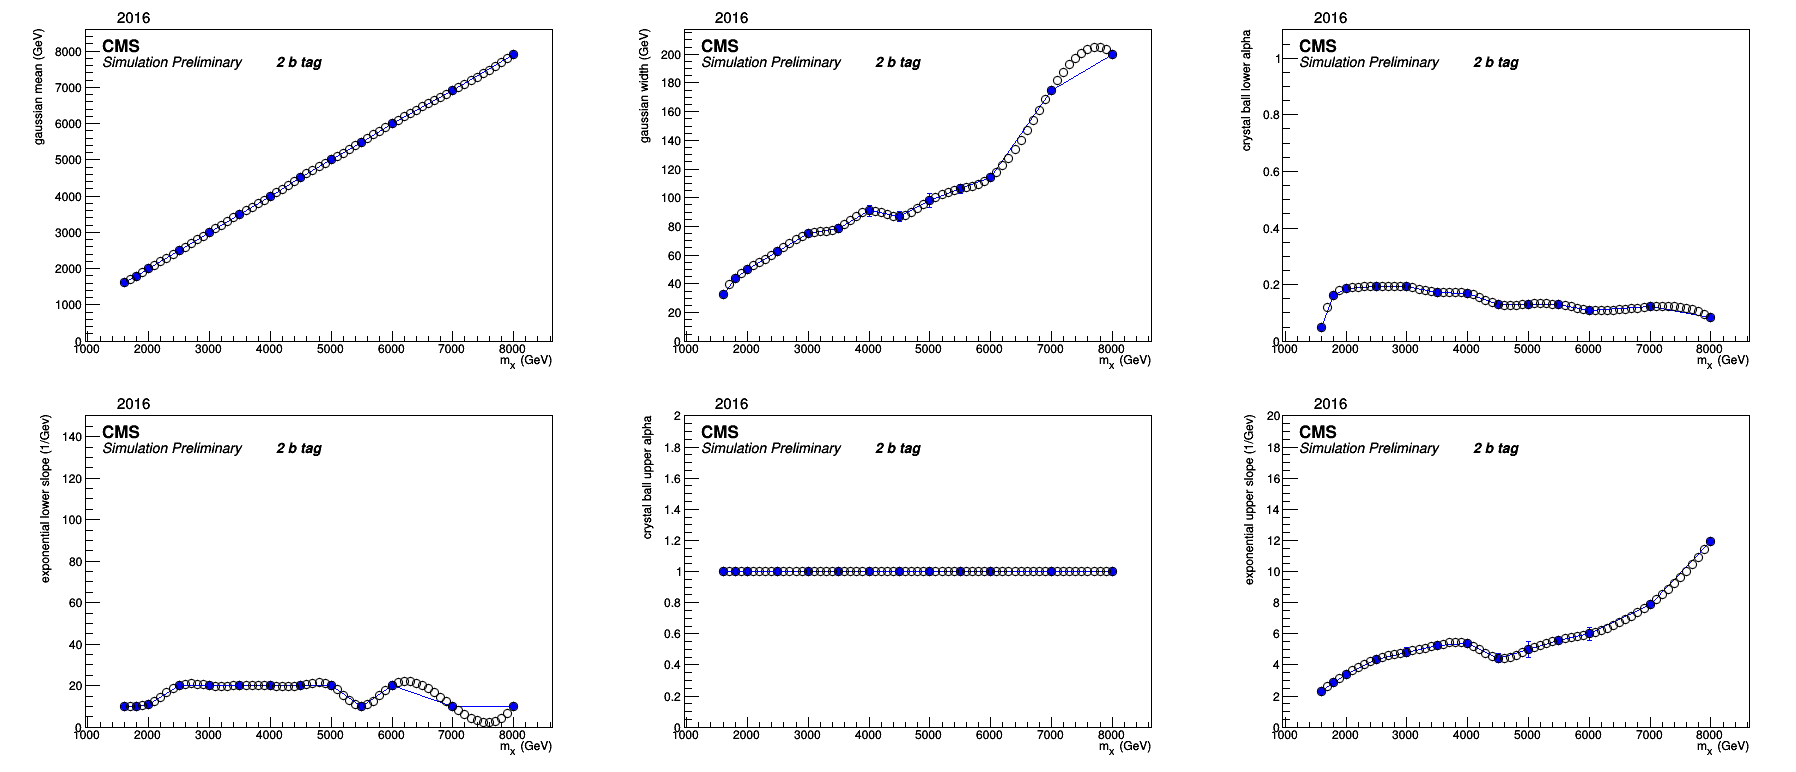 2016
CMS
Simulation Preliminary 2 b tag
gaussian mean (GeV)
8000
7000
6000
5000
4000
3000
2000
1000
0
1000 2000 3000 4000 5000 6000 7000 8000
m_x (GeV)
2016
CMS
Simulation Preliminary 2 b tag
gaussian width (GeV)
200
180
160
140
120
100
80
60
40
20
0
1000 2000 3000 4000 5000 6000 7000 8000
m_x (GeV)
2016
CMS
Simulation Preliminary 2 b tag
crystal ball lower alpha
1
0.8
0.6
0.4
0.2
0
1000 2000 3000 4000 5000 6000 7000 8000
m_x (GeV)
2016
CMS
Simulation Preliminary 2 b tag
exponential lower slope (1/Gev)
140
120
100
80
60
40
20
0
1000 2000 3000 4000 5000 6000 7000 8000
m_x (GeV)
2016
CMS
Simulation Preliminary 2 b tag
crystal ball upper alpha
2
1.8
1.6
1.4
1.2
1
0.8
0.6
0.4
0.2
0
1000 2000 3000 4000 5000 6000 7000 8000
m_x (GeV)
2016
CMS
Simulation Preliminary 2 b tag
exponential upper slope (1/Gev)
20
18
16
14
12
10
8
6
4
2
0
1000 2000 3000 4000 5000 6000 7000 8000
m_x (GeV)